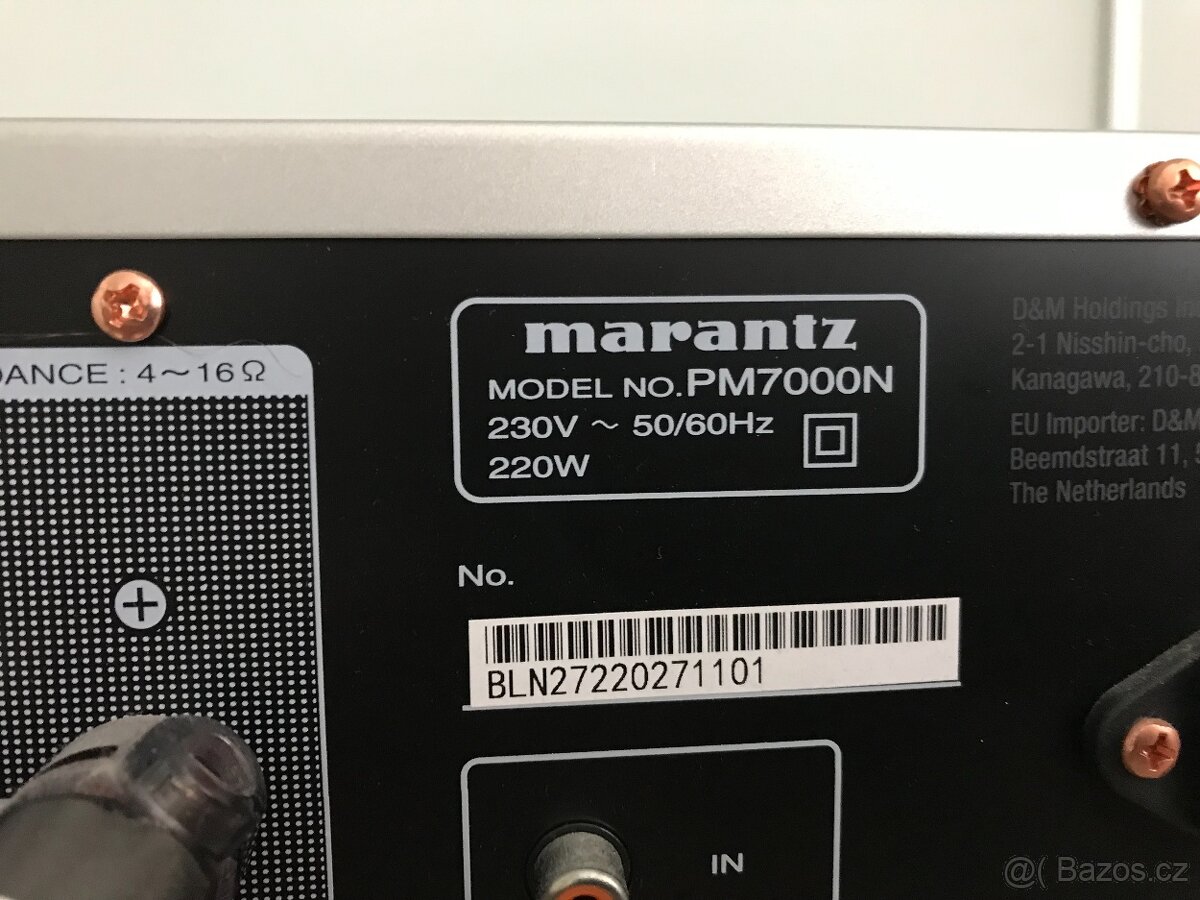 DANCE : 4～16Ω
marantz
MODEL NO.PM7000N
230V ～ 50/60Hz
220W
D&M Holdings
2-1 Nisshin-cho,
Kanagawa, 210-8
EU Importer: D&M
Beemdstraat 11,
The Netherlands
No.
BLN27220271101
IN
@( Bazos.cz